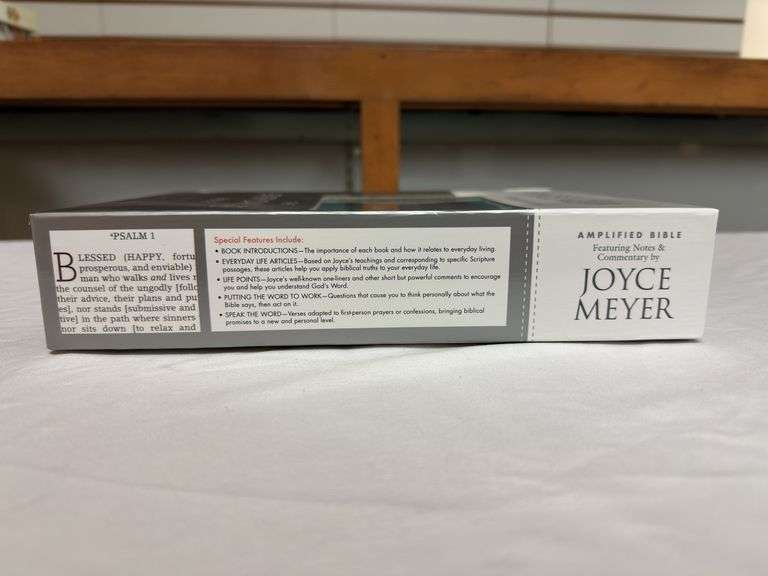 *PSALM 1
BLESSED (HAPPY, fortu
prosperous, and enviable)
man who walks and lives
the counsel of the ungodly [follo
their advice, their plans and pu
es], nor stands [submissive and
tive] in the path where sinners
nor sits down [to relax and
Special Features Include:
• BOOK INTRODUCTIONS—The importance of each book and how it relates to everyday living.
• EVERYDAY LIFE ARTICLES—Based on Joyce's teachings and corresponding to specific Scripture
passages, these articles help you apply biblical truths to your everyday life.
• LIFE POINTS—Joyce's well-known one-liners and other short but powerful comments to encourage
you and help you understand God's Word.
• PUTTING THE WORD TO WORK—Questions that cause you to think personally about what the
Bible says, then act on it.
• SPEAK THE WORD—Verses adapted to first-person prayers or confessions, bringing biblical
promises to a new and personal level.
AMPLIFIED BIBLE
Featuring Notes &
Commentary by
JOYCE
MEYER